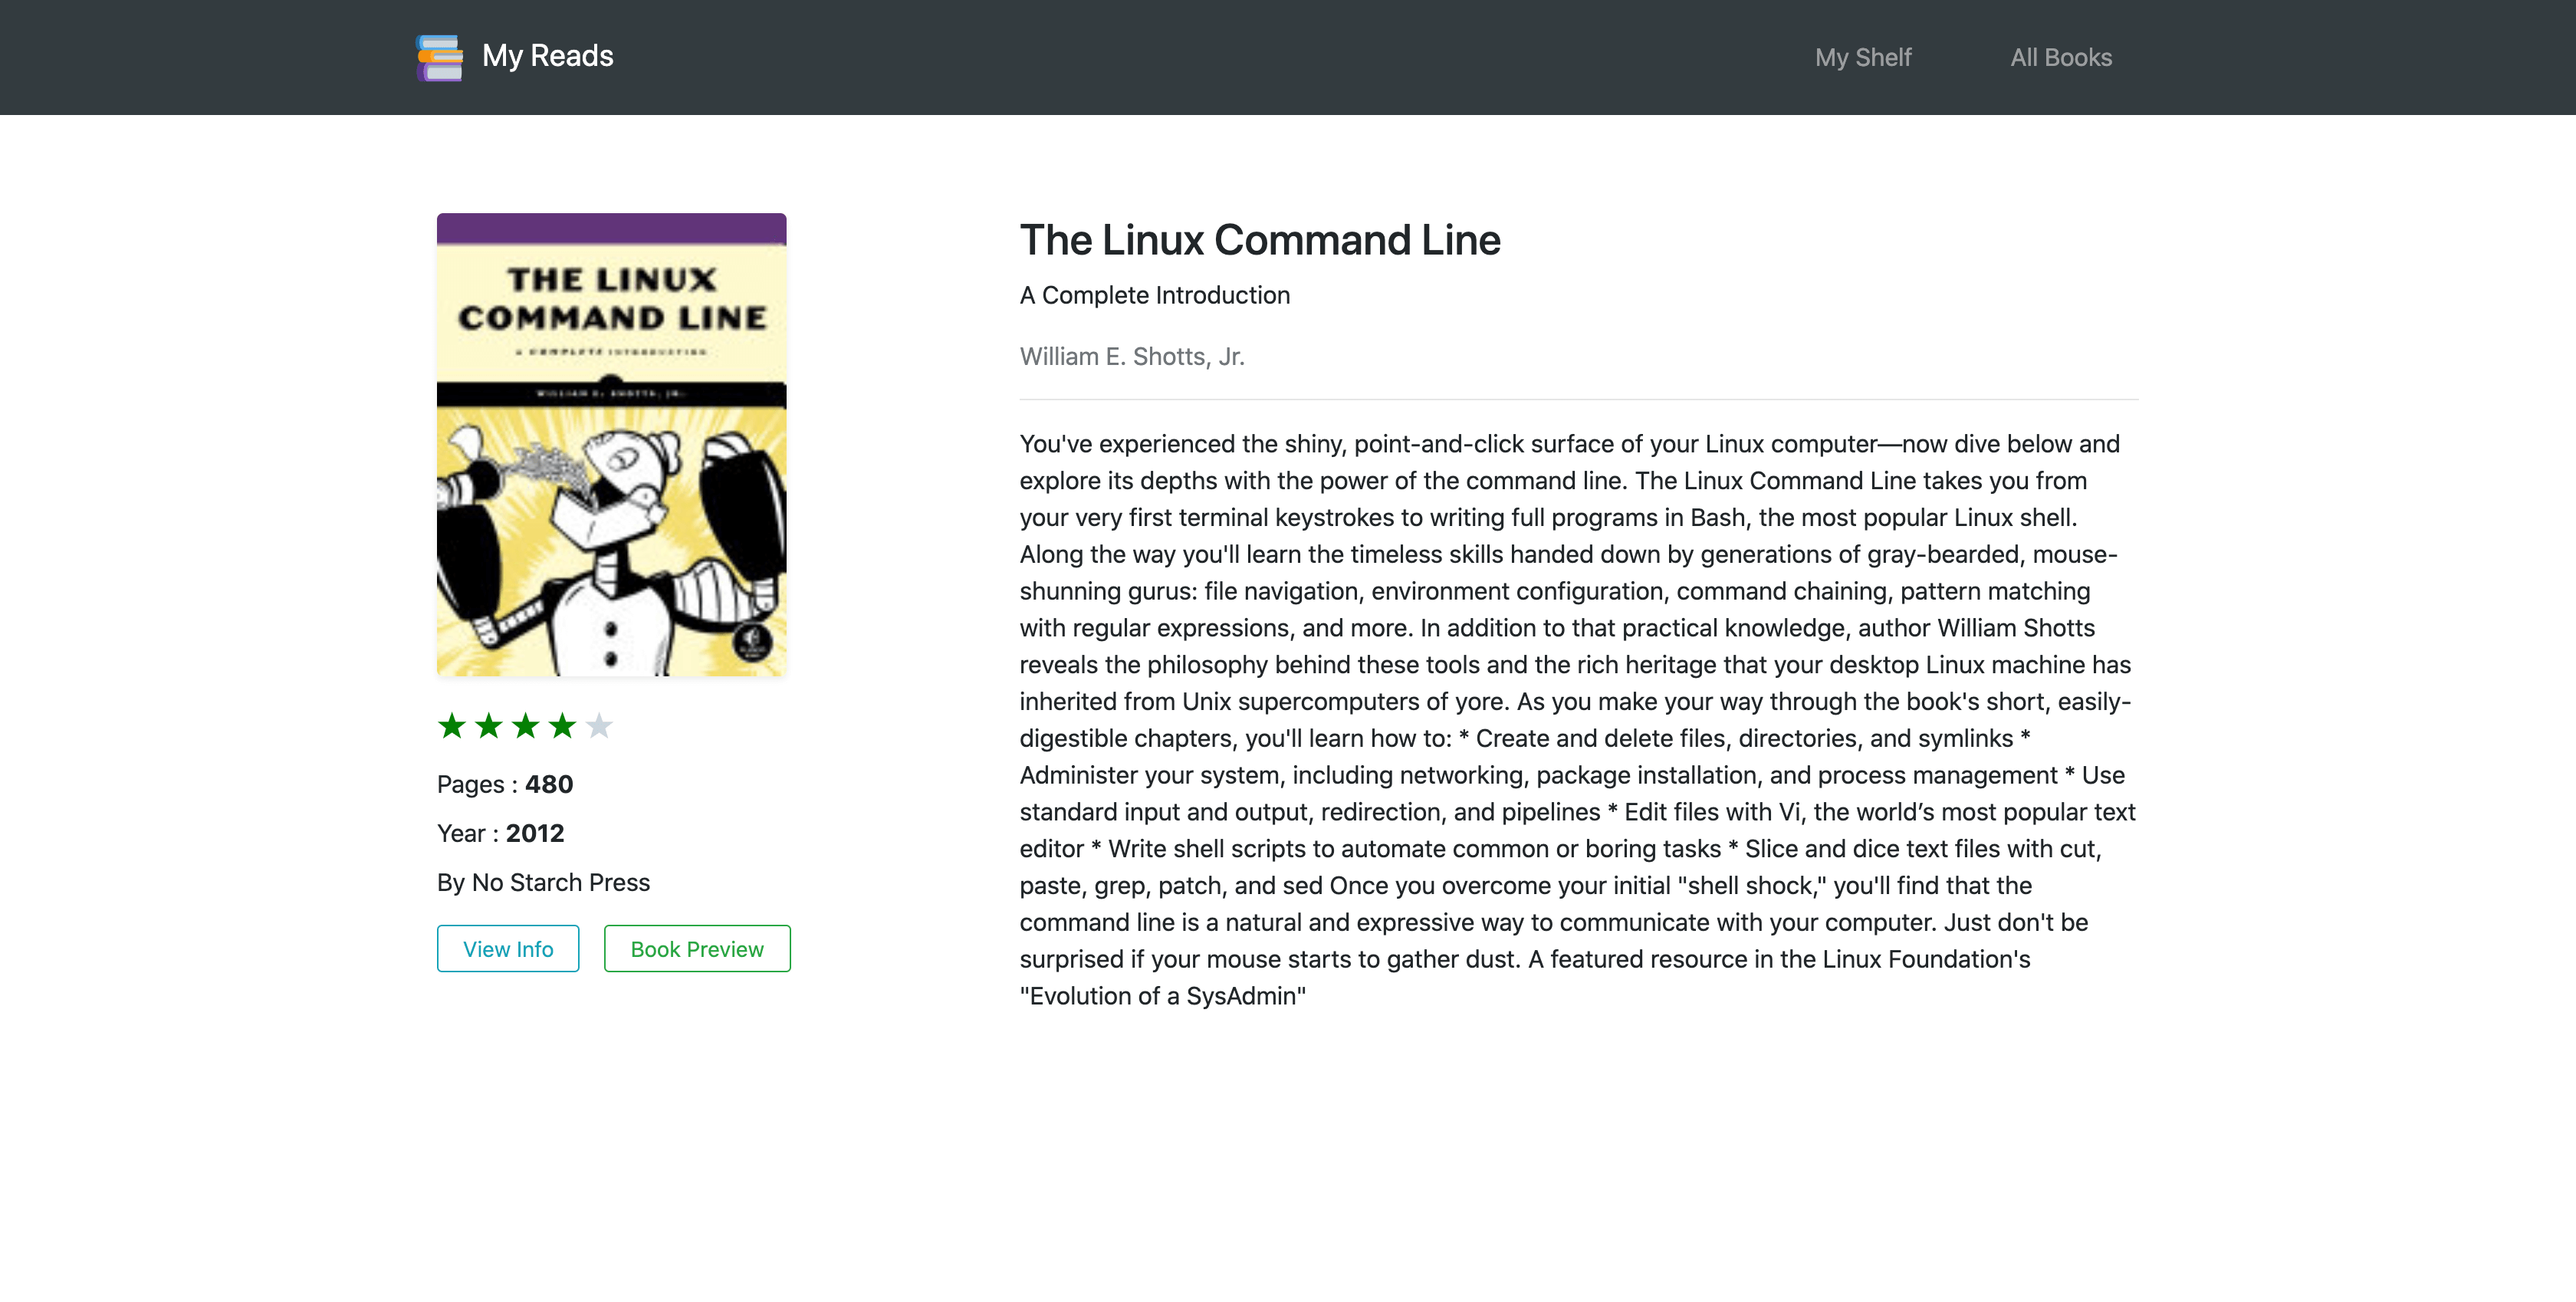 My Reads
My Shelf
All Books
THE LINUX
COMMAND LINE
A COMPLETE INTRODUCTION
WILLIAM E. SHOTTS, JR.
Pages : 480
Year : 2012
By No Starch Press
View Info
Book Preview
The Linux Command Line
A Complete Introduction
William E. Shotts, Jr.
You've experienced the shiny, point-and-click surface of your Linux computer—now dive below and
explore its depths with the power of the command line. The Linux Command Line takes you from
your very first terminal keystrokes to writing full programs in Bash, the most popular Linux shell.
Along the way you'll learn the timeless skills handed down by generations of gray-bearded, mouse-
shunning gurus: file navigation, environment configuration, command chaining, pattern matching
with regular expressions, and more. In addition to that practical knowledge, author William Shotts
reveals the philosophy behind these tools and the rich heritage that your desktop Linux machine has
inherited from Unix supercomputers of yore. As you make your way through the book's short, easily-
digestible chapters, you'll learn how to: * Create and delete files, directories, and symlinks *
Administer your system, including networking, package installation, and process management * Use
standard input and output, redirection, and pipelines * Edit files with Vi, the world’s most popular text
editor * Write shell scripts to automate common or boring tasks * Slice and dice text files with cut,
paste, grep, patch, and sed Once you overcome your initial "shell shock," you'll find that the
command line is a natural and expressive way to communicate with your computer. Just don't be
surprised if your mouse starts to gather dust. A featured resource in the Linux Foundation's
"Evolution of a SysAdmin"